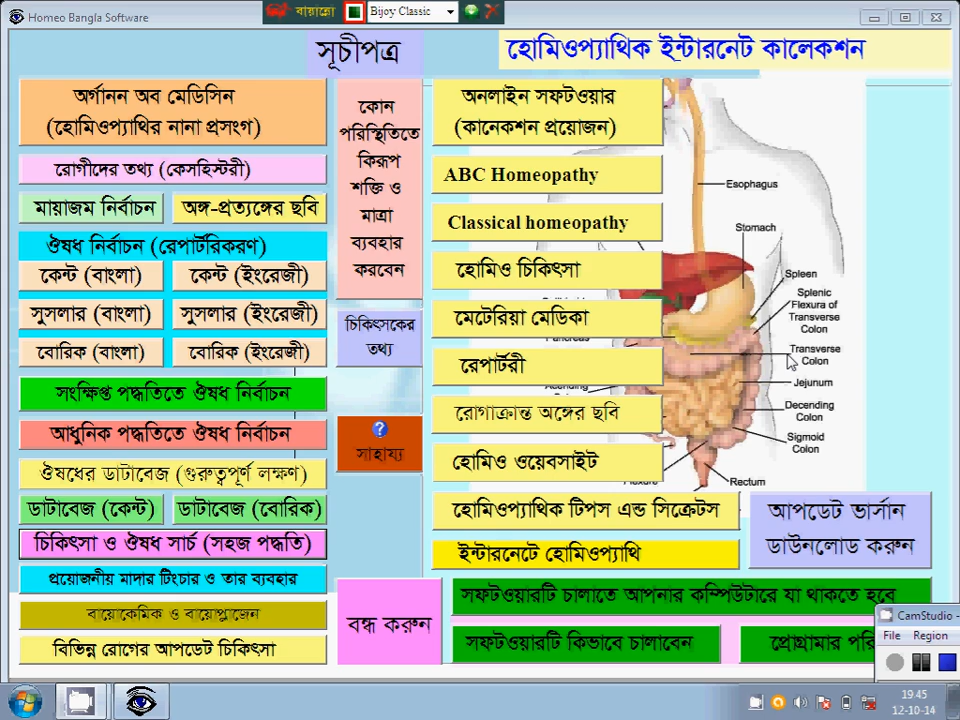 Homeo Bangla Software
বায়ান্নো
Bijoy Classic
সূচীপত্র
হোমিওপ্যাথিক ইন্টারনেট কালেকশন
অর্গানন অব মেডিসিন
(হোমিওপ্যাথির নানা প্রসংগ)
রোগীদের তথ্য (কেসহিস্টরী)
মায়াজম নির্বাচন
অঙ্গ-প্রত্যঙ্গের ছবি
ঔষধ নির্বাচন (রেপার্টরিকরণ)
কেন্ট (বাংলা)
কেন্ট (ইংরেজী)
সুসলার (বাংলা)
সুসলার (ইংরেজী)
বোরিক (বাংলা)
বোরিক (ইংরেজী)
সংক্ষিপ্ত পদ্ধতিতে ঔষধ নির্বাচন
আধুনিক পদ্ধতিতে ঔষধ নির্বাচন
ঔষধের ডাটাবেজ (গুরুত্বপূর্ণ লক্ষণ)
ডাটাবেজ (কেন্ট)
ডাটাবেজ (বোরিক)
চিকিৎসা ও ঔষধ সার্চ (সহজ পদ্ধতি)
প্রয়োজনীয় মাদার টিংচার ও তার ব্যবহার
বায়োকেমিক ও বায়োপ্লাজেন
বিভিন্ন রোগের আপডেট চিকিৎসা
কোন
পরিস্থিতিতে
কিরূপ
শক্তি ও
মাত্রা
ব্যবহার
করবেন
চিকিৎসকের
তথ্য
সাহায্য
বন্ধ করুন
অনলাইন সফটওয়ার
(কানেকশন প্রয়োজন)
ABC Homeopathy
Classical homeopathy
হোমিও চিকিৎসা
মেটেরিয়া মেডিকা
রেপার্টরী
রোগাক্রান্ত অঙ্গের ছবি
হোমিও ওয়েবসাইট
হোমিওপ্যাথিক টিপস এন্ড সিক্রেটস
ইন্টারনেটে হোমিওপ্যাথি
আপডেট ভার্সান
ডাউনলোড করুন
সফটওয়ারটি চালাতে আপনার কম্পিউটারে যা থাকতে হবে
সফটওয়ারটি কিভাবে চালাবেন
প্রোগ্রামার
Esophagus
Stomach
Spleen
Splenic
Flexura of
Transverse
Colon
Transverse
Colon
Jejunum
Decending
Colon
Sigmoid
Colon
Rectum
CamStudio -
File Region
19.45
12-10-14